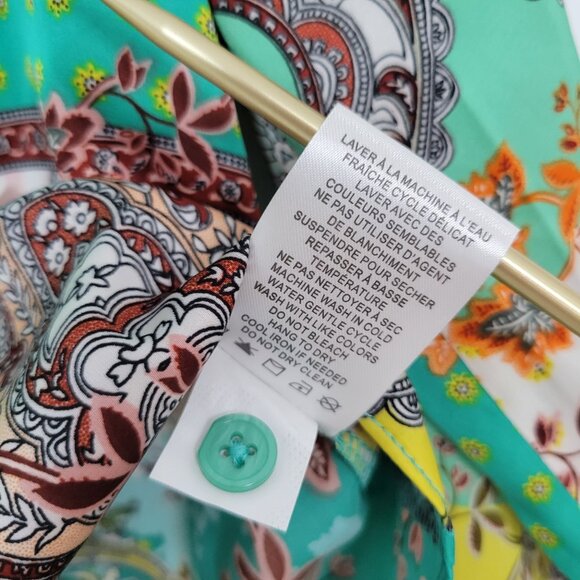 LAVER À LA MACHINE À L'EAU
FRAÎCHE CYCLE DÉLICAT
LAVER AVEC DES
COULEURS SEMBLABLES
NE PAS UTILISER D'AGENT
DE BLANCHIMENT
SUSPENDRE POUR SÉCHER
REPASSER À BASSE
TEMPÉRATURE
NE PAS NETTOYER À SEC
MACHINE WASH IN COLD
WATER GENTLE CYCLE
WASH WITH LIKE COLORS
DO NOT BLEACH
HANG TO DRY
COOL IRON IF NEEDED
DO NOT DRY CLEAN